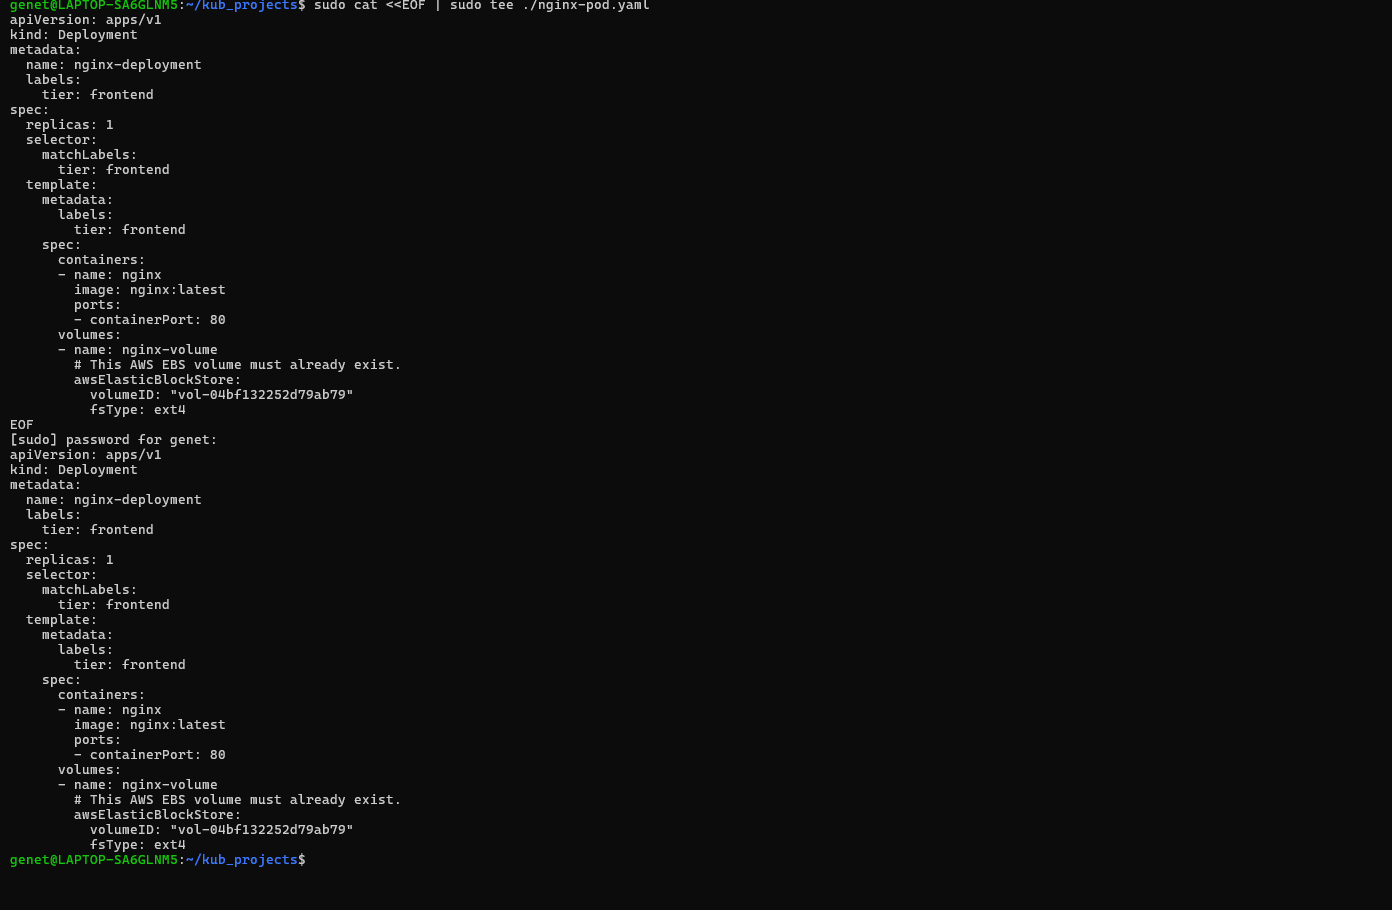 genet@LAPTOP-SA6GLNM5:~/kub_projects$ sudo cat <<EOF | sudo tee ./nginx-pod.yaml
apiVersion: apps/v1
kind: Deployment
metadata:
  name: nginx-deployment
  labels:
    tier: frontend
spec:
  replicas: 1
  selector:
    matchLabels:
      tier: frontend
  template:
    metadata:
      labels:
        tier: frontend
    spec:
      containers:
      - name: nginx
        image: nginx:latest
        ports:
        - containerPort: 80
      volumes:
      - name: nginx-volume
        # This AWS EBS volume must already exist.
        awsElasticBlockStore:
          volumeID: "vol-04bf132252d79ab79"
          fsType: ext4
EOF
[sudo] password for genet:
apiVersion: apps/v1
kind: Deployment
metadata:
  name: nginx-deployment
  labels:
    tier: frontend
spec:
  replicas: 1
  selector:
    matchLabels:
      tier: frontend
  template:
    metadata:
      labels:
        tier: frontend
    spec:
      containers:
      - name: nginx
        image: nginx:latest
        ports:
        - containerPort: 80
      volumes:
      - name: nginx-volume
        # This AWS EBS volume must already exist.
        awsElasticBlockStore:
          volumeID: "vol-04bf132252d79ab79"
          fsType: ext4
genet@LAPTOP-SA6GLNM5:~/kub_projects$